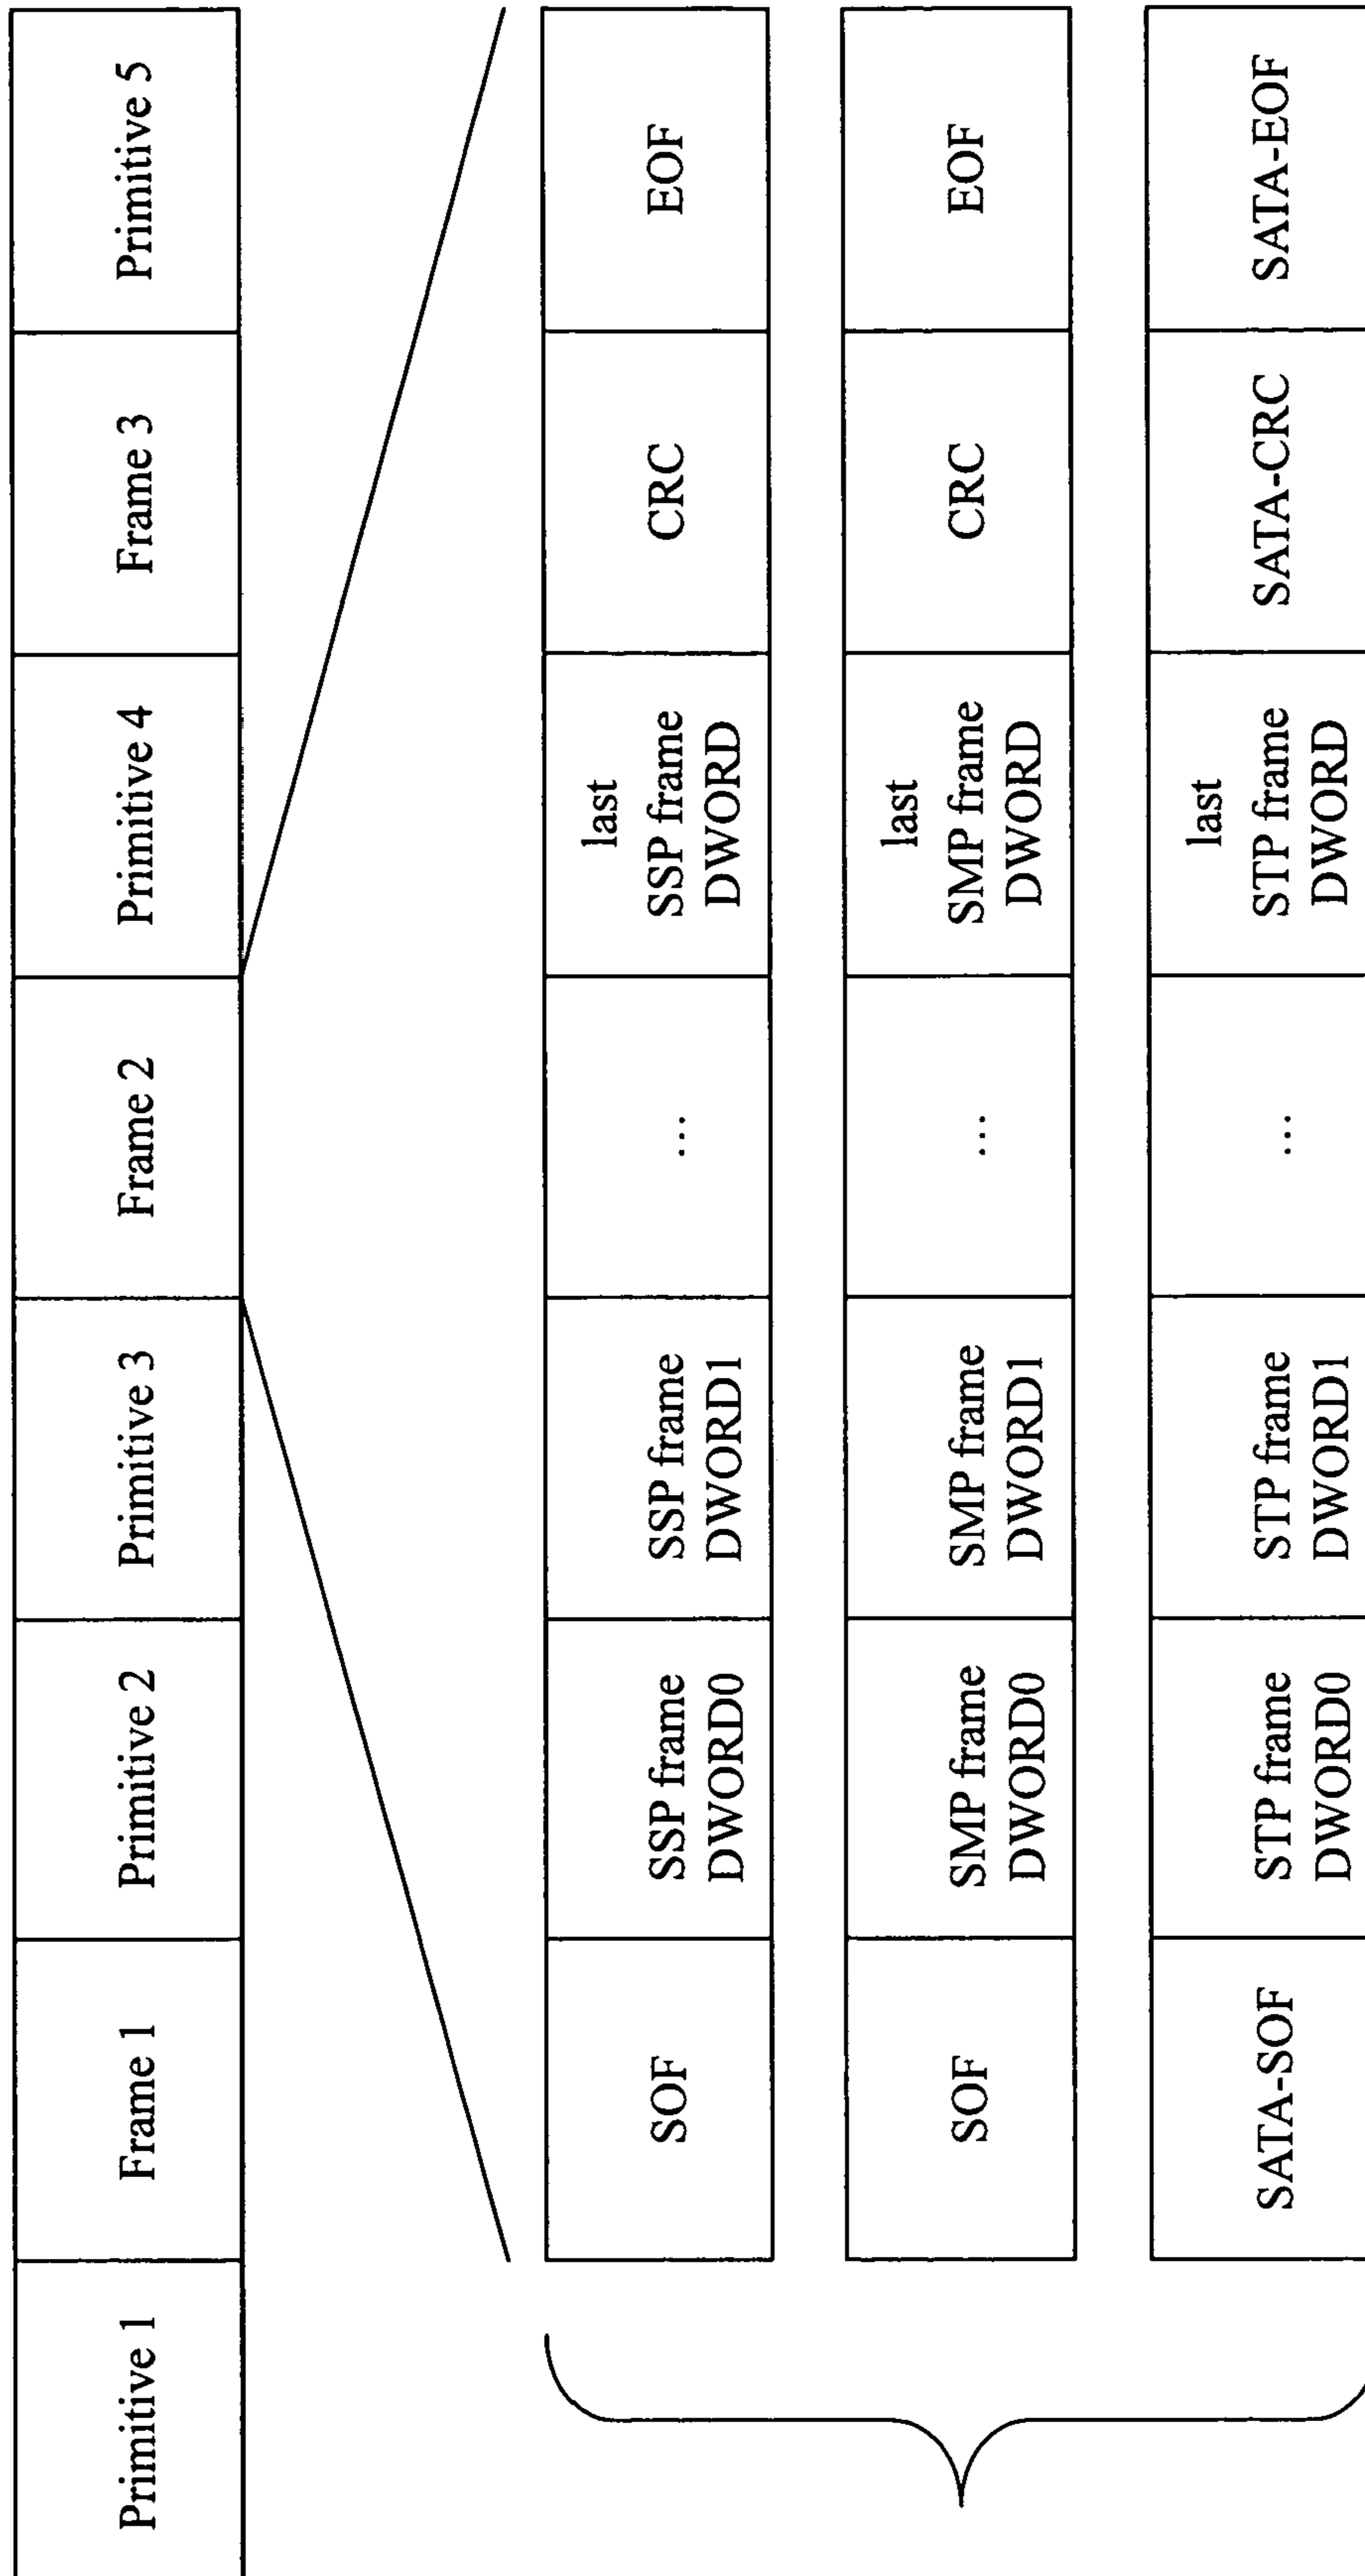 Primitive 1
Frame 1
Primitive 2
Primitive 3
Frame 2
Primitive 4
Frame 3
Primitive 5
SOF
SSP frame
DWORD0
SSP frame
DWORD1
...
last
SSP frame
DWORD
CRC
EOF
SOF
SMP frame
DWORD0
SMP frame
DWORD1
...
last
SMP frame
DWORD
CRC
EOF
SATA-SOF
STP frame
DWORD0
STP frame
DWORD1
...
last
STP frame
DWORD
SATA-CRC
SATA-EOF